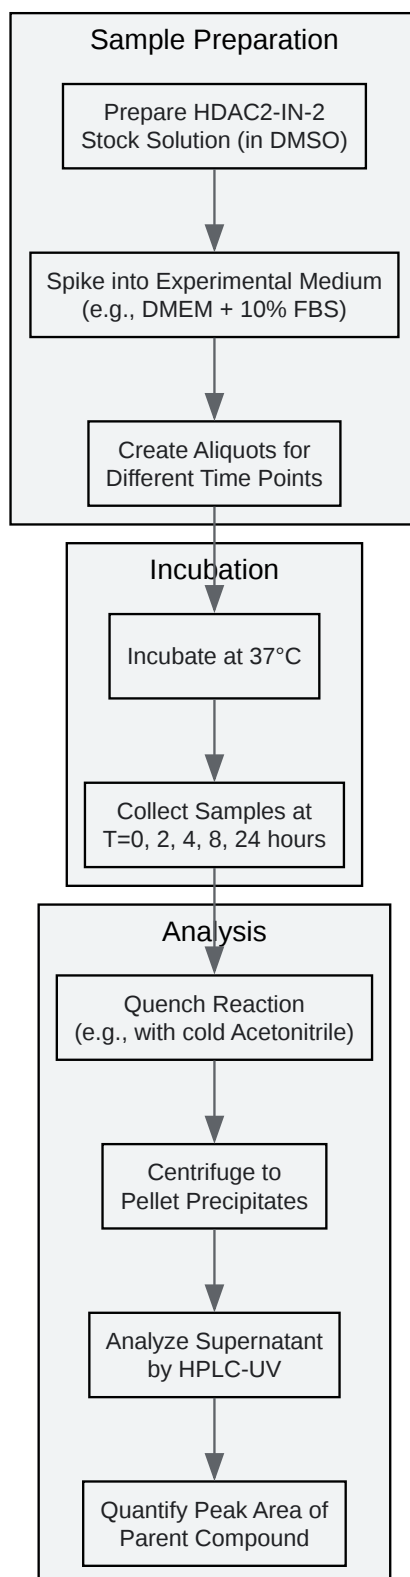 Sample Preparation
Prepare HDAC2-IN-2
Stock Solution (in DMSO)
Spike into Experimental Medium
(e.g., DMEM + 10% FBS)
Create Aliquots for
Different Time Points
Incubation
Incubate at 37°C
Collect Samples at
T=0, 2, 4, 8, 24 hours
Analysis
Quench Reaction
(e.g., with cold Acetonitrile)
Centrifuge to
Pellet Precipitates
Analyze Supernatant
by HPLC-UV
Quantify Peak Area of
Parent Compound